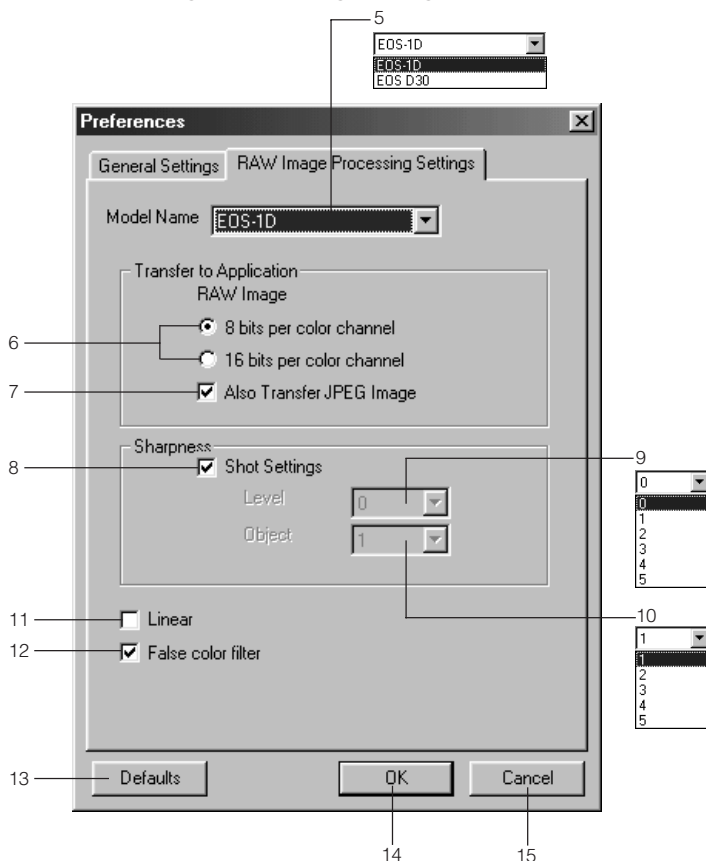 5
EOS-1D
EOS-1D
EOS D30
Preferences
General Settings
RAW Image Processing Settings
Model Name
EOS-1D
Transfer to Application
RAW Image
6
8 bits per color channel
16 bits per color channel
7
Also Transfer JPEG Image
Sharpness
8
Shot Settings
9
Level
0
Object
1
0
0
1
2
3
4
5
10
1
1
2
3
4
5
11
Linear
12
False color filter
13
Defaults
OK
Cancel
14
15